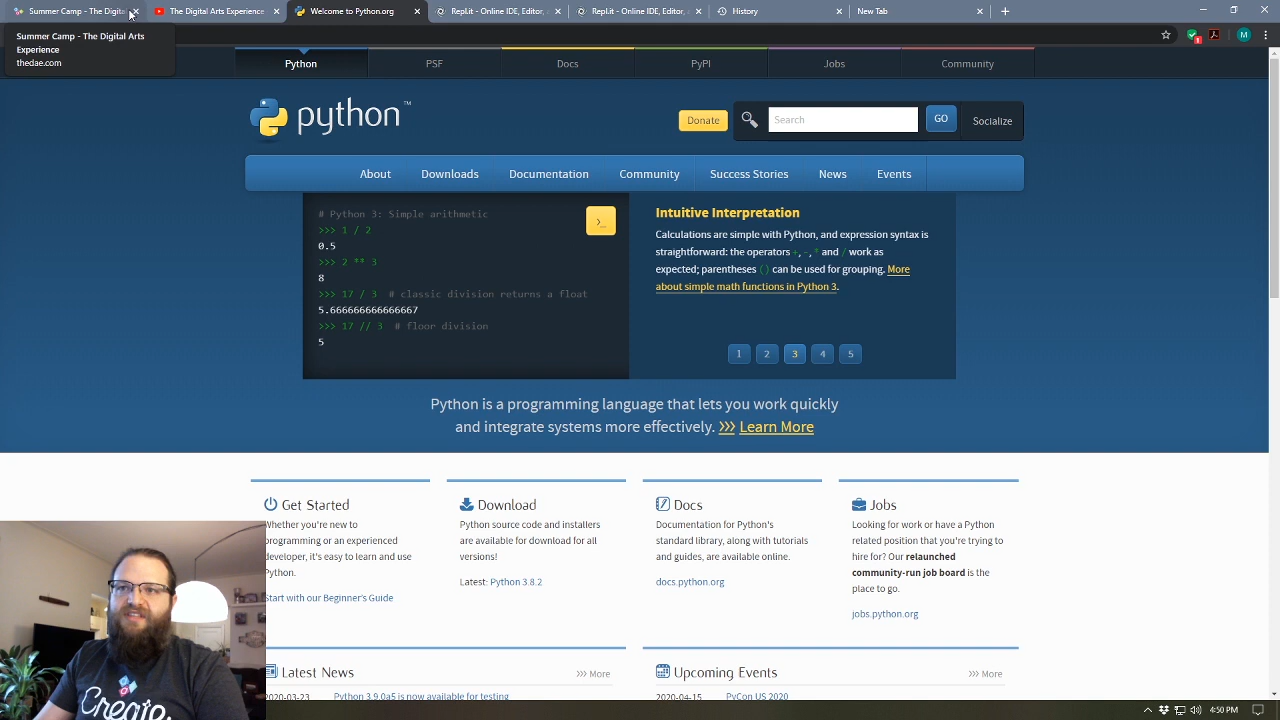 Summer Camp - The Digita
The Digital Arts Experience
Welcome to Python.org
Replit - Online IDE, Editor,
Replit - Online IDE, Editor,
History
New Tab
Summer Camp - The Digital Arts
Experience
thedae.com
1
M
Python
PSF
Docs
PyPI
Jobs
Community
python™
Donate
Search
GO
Socialize
About
Downloads
Documentation
Community
Success Stories
News
Events
# Python 3: Simple arithmetic
>>> 1 / 2
0.5
>>> 2 ** 3
8
>>> 17 / 3  # classic division returns a float
5.666666666666667
>>> 17 // 3  # floor division
5
>_
Intuitive Interpretation
Calculations are simple with Python, and expression syntax is
straightforward: the operators +, -, * and / work as
expected; parentheses () can be used for grouping. More
about simple math functions in Python 3.
1
2
3
4
5
Python is a programming language that lets you work quickly
and integrate systems more effectively. >>> Learn More
Get Started
Whether you're new to
programming or an experienced
developer, it's easy to learn and use
Python.
Start with our Beginner's Guide
Download
Python source code and installers
are available for download for all
versions!
Latest: Python 3.8.2
Docs
Documentation for Python's
standard library, along with tutorials
and guides, are available online.
docs.python.org
Jobs
Looking for work or have a Python
related position that you're trying to
hire for? Our relaunched
community-run job board is the
place to go.
jobs.python.org
Latest News
>>> More
2020-03-23
Python 3.9.0a5 is now available for testing
Upcoming Events
>>> More
2020-04-15
PyCon US 2020
Create
4:50 PM